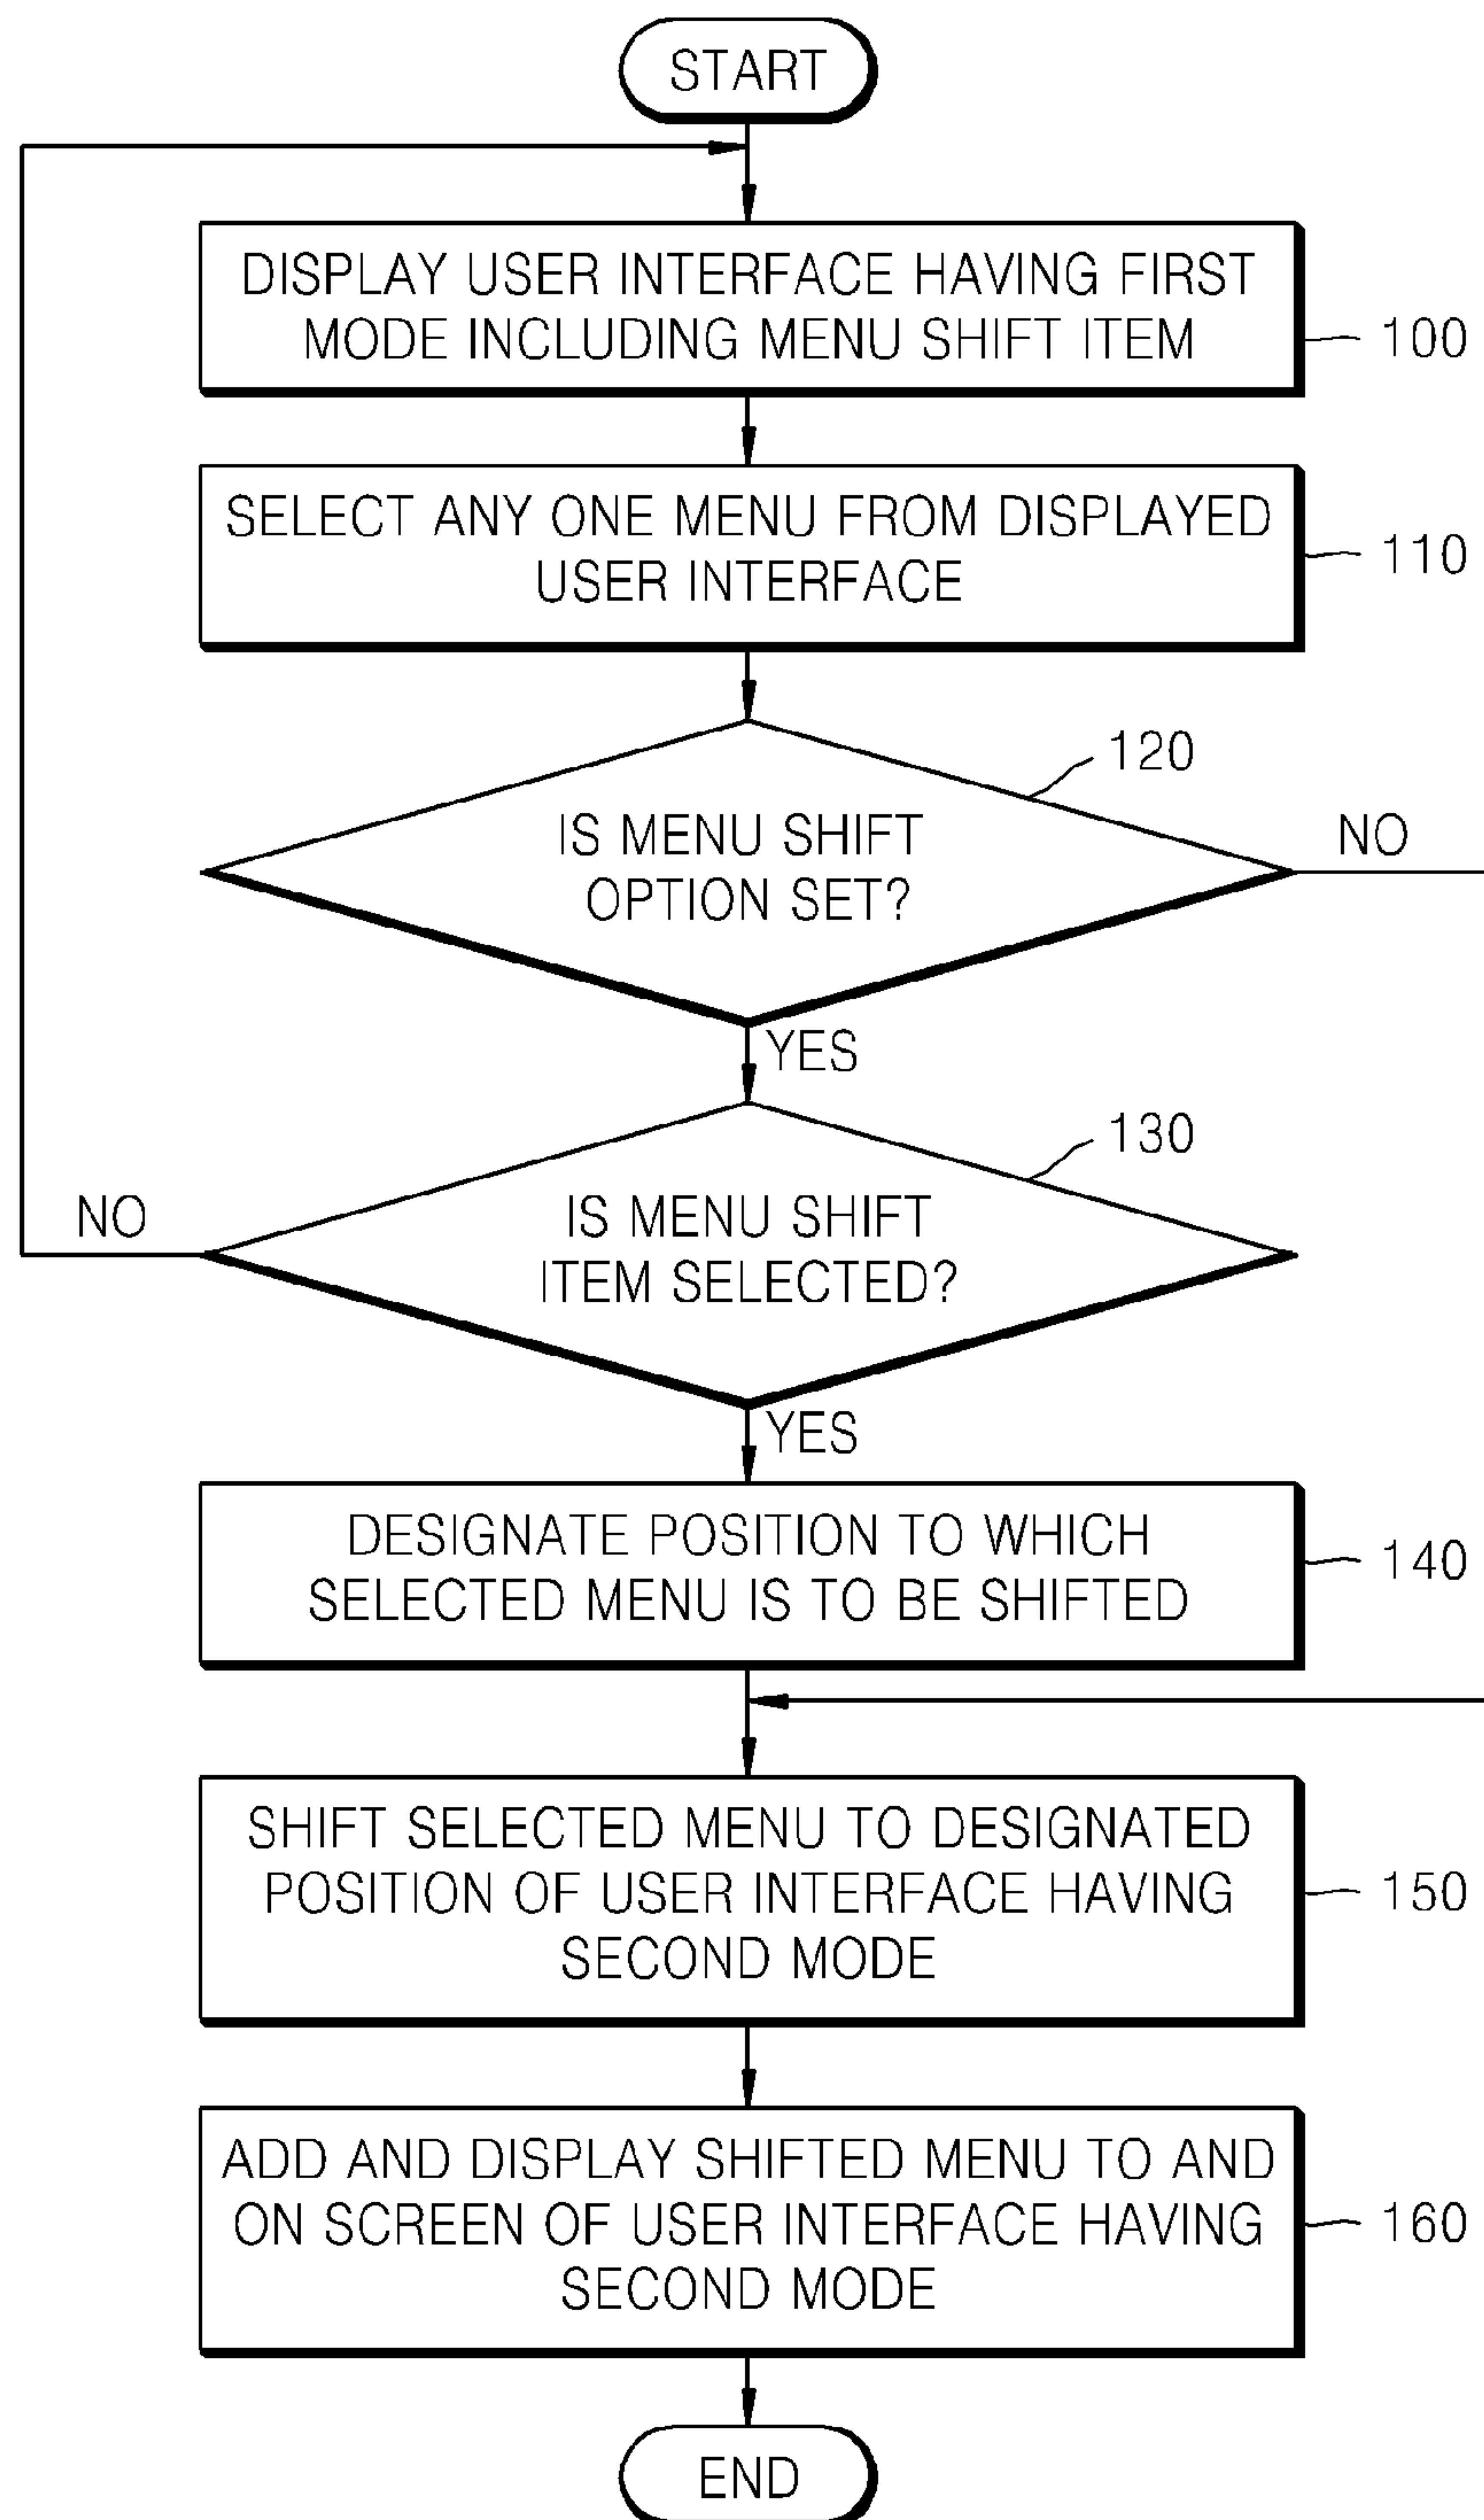 START
DISPLAY USER INTERFACE HAVING FIRST
MODE INCLUDING MENU SHIFT ITEM
100
SELECT ANY ONE MENU FROM DISPLAYED
USER INTERFACE
110
120
IS MENU SHIFT
OPTION SET?
NO
YES
130
IS MENU SHIFT
ITEM SELECTED?
NO
YES
DESIGNATE POSITION TO WHICH
SELECTED MENU IS TO BE SHIFTED
140
SHIFT SELECTED MENU TO DESIGNATED
POSITION OF USER INTERFACE HAVING
SECOND MODE
150
ADD AND DISPLAY SHIFTED MENU TO AND
ON SCREEN OF USER INTERFACE HAVING
SECOND MODE
160
END